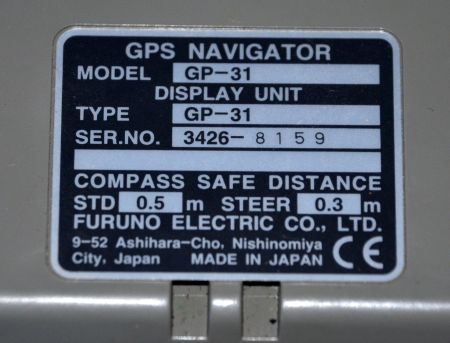 GPS NAVIGATOR
MODEL GP-31
DISPLAY UNIT
TYPE GP-31
SER.NO. 3426-8159
COMPASS SAFE DISTANCE
STD 0.5 m STEER 0.3 m
FURUNO ELECTRIC CO., LTD.
9-52 Ashihara-Cho, Nishinomiya
City, Japan MADE IN JAPAN CE